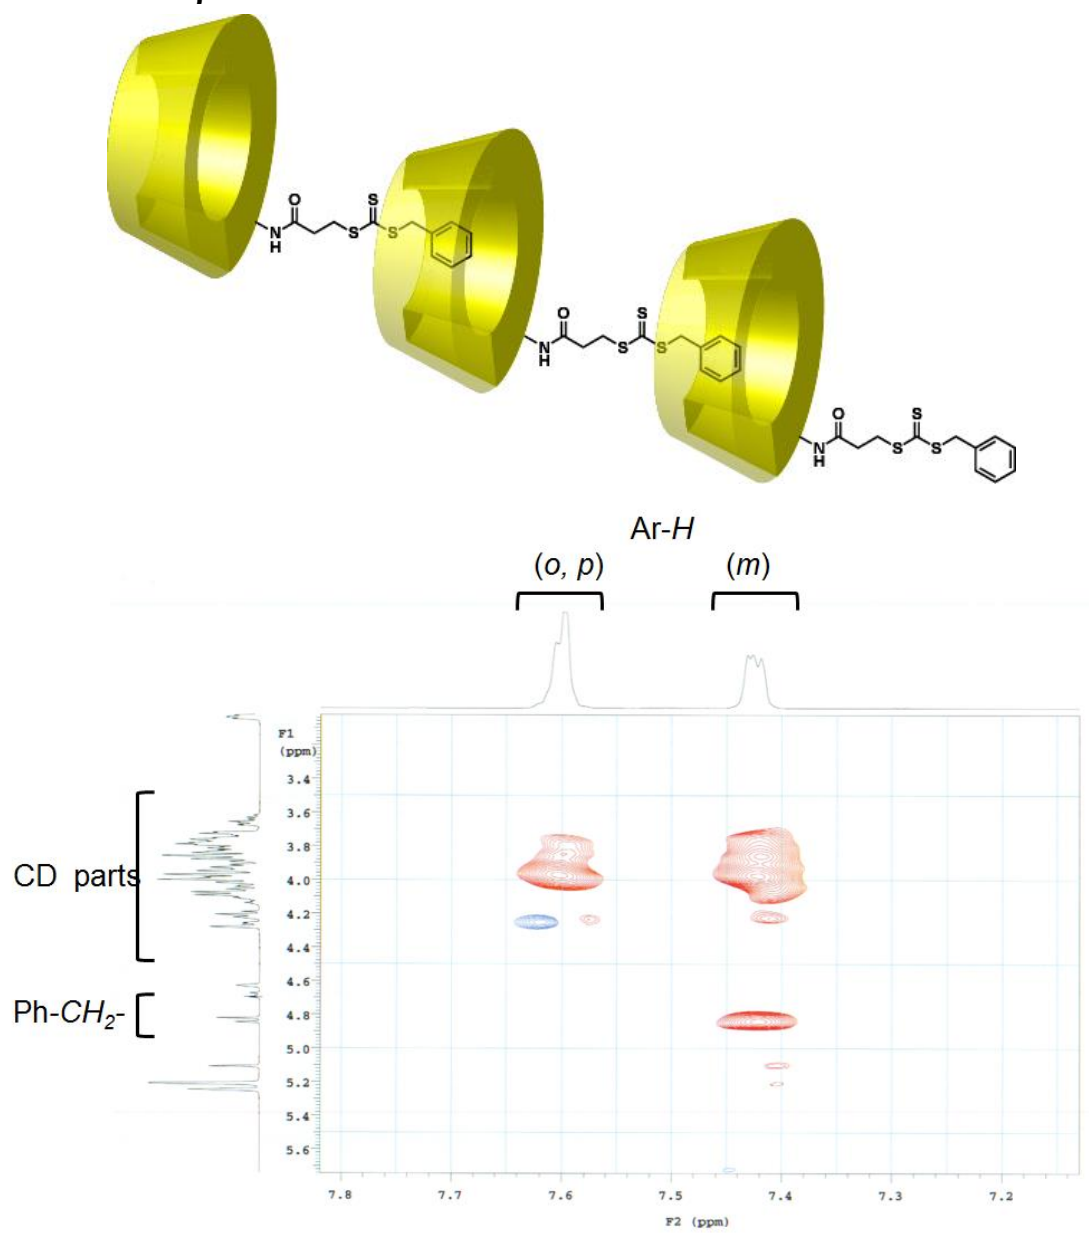 O
S
N
H
S
S
O
S
N
H
S
S
O
S
N
H
S
S
Ar-H
(o, p)
(m)
F1
(ppm)
3.4
3.6
3.8
CD parts
4.0
4.2
4.4
4.6
Ph-CH2-
4.8
5.0
5.2
5.4
5.6
7.8 7.7 7.6 7.5 7.4 7.3 7.2
F2 (ppm)